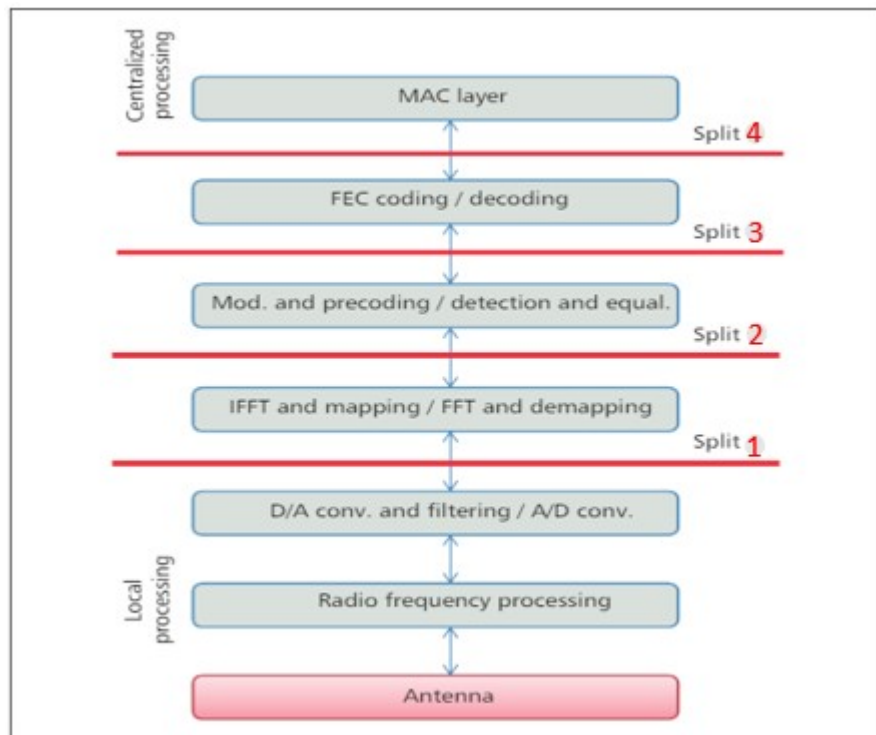 Centralized
processing
MAC layer
Split 4
FEC coding / decoding
Split 3
Mod. and precoding / detection and equal.
Split 2
IFFT and mapping / FFT and demapping
Split 1
D/A conv. and filtering / A/D conv.
Local
processing
Radio frequency processing
Antenna